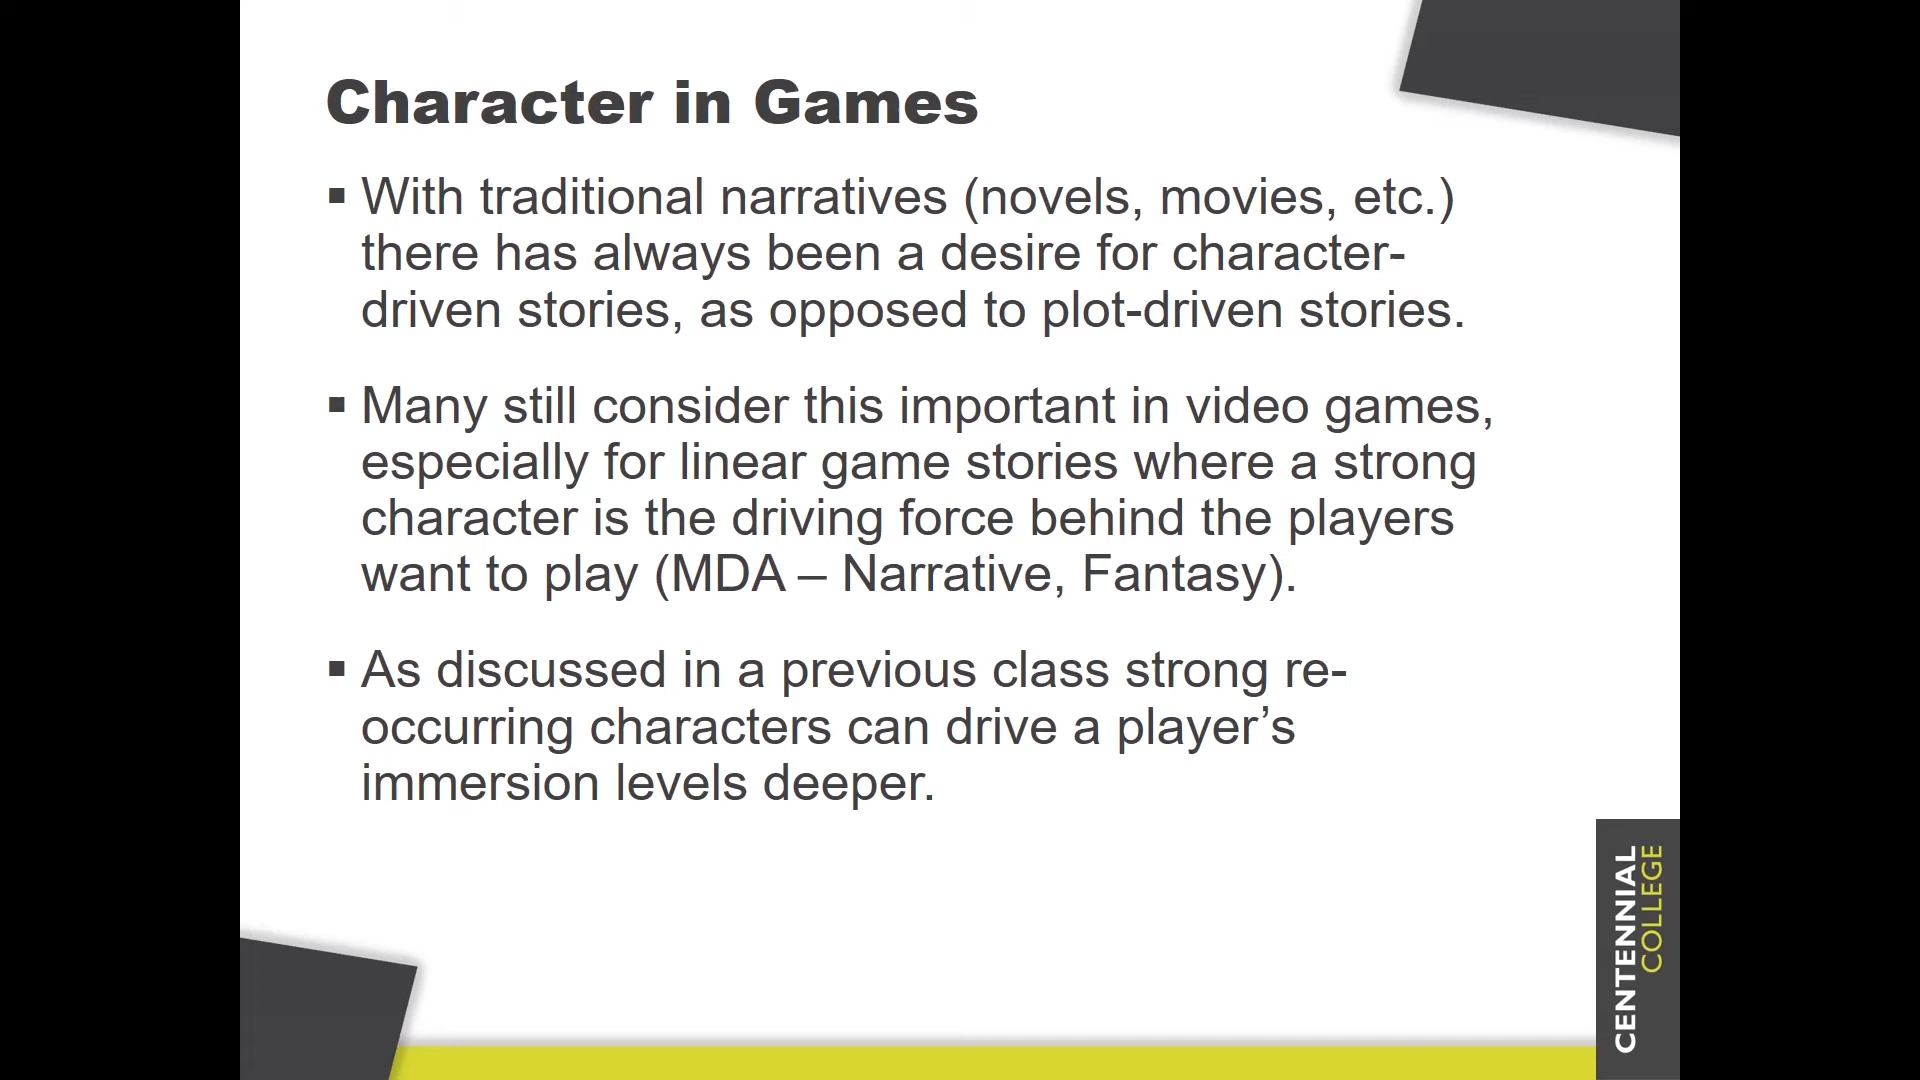 Character in Games
▪ With traditional narratives (novels, movies, etc.)
there has always been a desire for character-
driven stories, as opposed to plot-driven stories.
▪ Many still consider this important in video games,
especially for linear game stories where a strong
character is the driving force behind the players
want to play (MDA – Narrative, Fantasy).
▪ As discussed in a previous class strong re-
occurring characters can drive a player’s
immersion levels deeper.
CENTENNIAL
COLLEGE